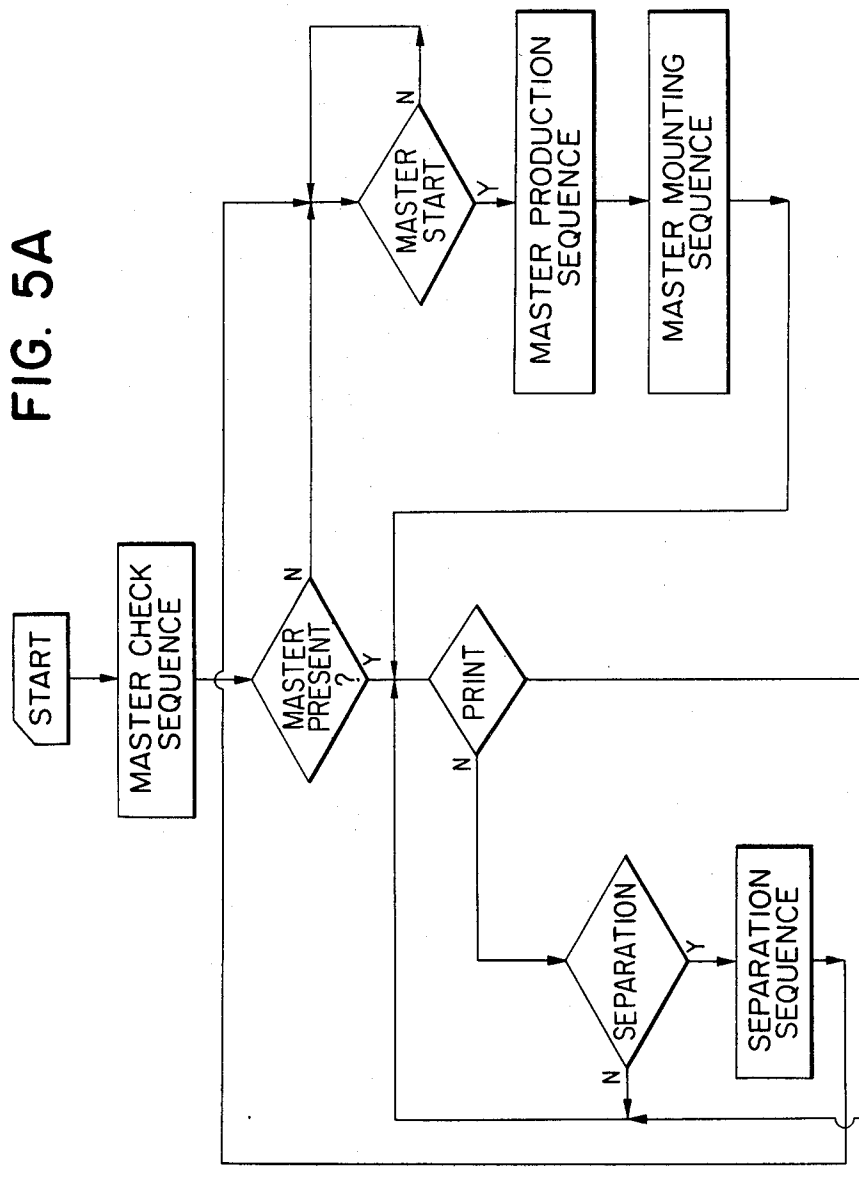 FIG. 5A
START
MASTER CHECK
SEQUENCE
MASTER
PRESENT
?
N
Y
MASTER
START
N
Y
MASTER PRODUCTION
SEQUENCE
MASTER MOUNTING
SEQUENCE
PRINT
N
SEPARATION
N
Y
SEPARATION
SEQUENCE